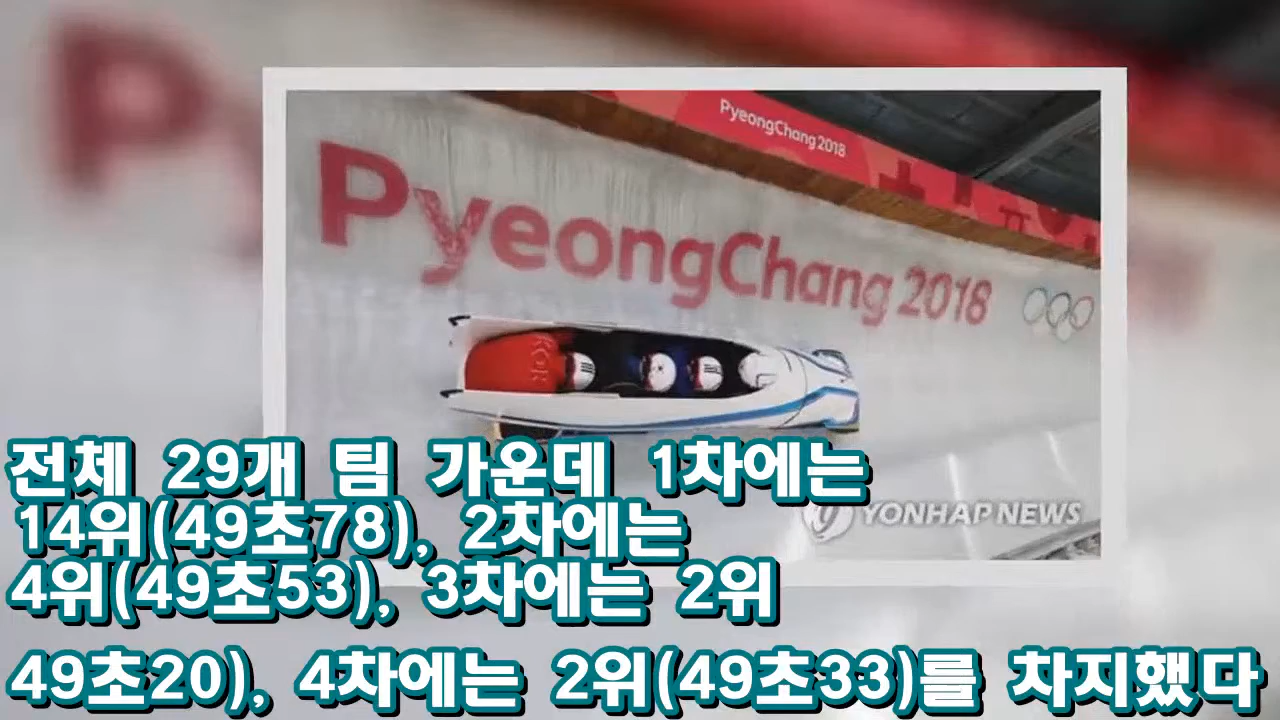 PyeongChang 2018
PyeongChang 2018
KOR
YONHAP NEWS
전체 29개 팀 가운데 1차에는
14위(49초78), 2차에는
4위(49초53), 3차에는 2위
49초20), 4차에는 2위(49초33)를 차지했다